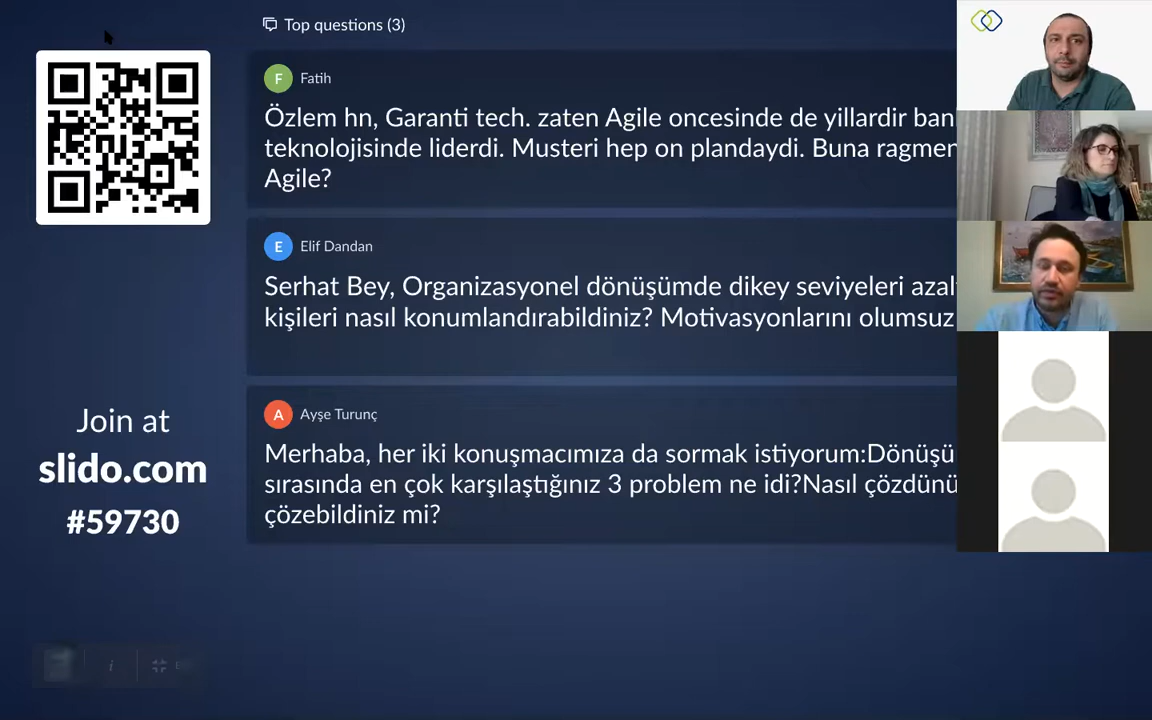 Top questions (3)
F Fatih
Özlem hn, Garanti tech. zaten Agile oncesinde de yillardir ban
teknolojisinde liderdi. Musteri hep on plandaydi. Buna ragmen
Agile?
E Elif Dandan
Serhat Bey, Organizasyonel dönüşümde dikey seviyeleri azal
kişileri nasıl konumlandırabildiniz? Motivasyonlarını olumsuz
A Ayşe Turunç
Merhaba, her iki konuşmacımıza da sormak istiyorum:Dönüşü
sırasında en çok karşılaştığınız 3 problem ne idi?Nasıl çözdünü
çözebildiniz mi?
Join at
slido.com
#59730
i